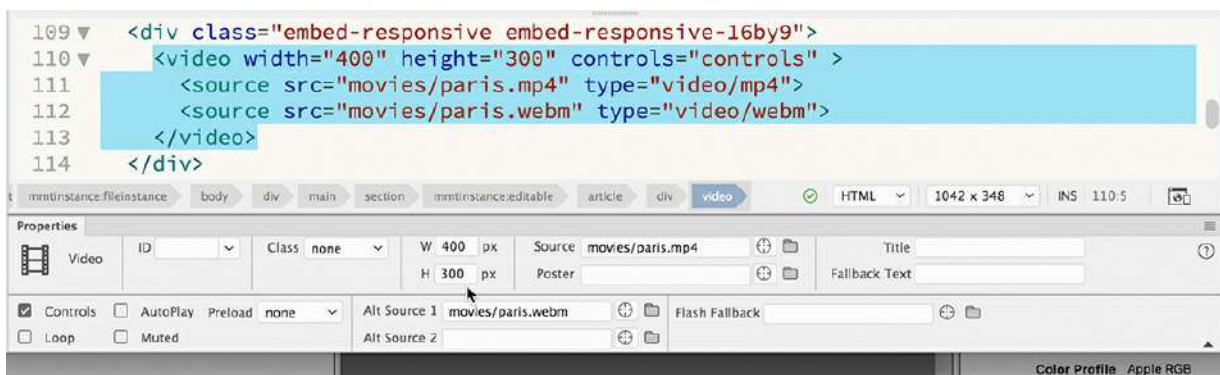 109 ▼ <div class="embed-responsive embed-responsive-16by9">
110 ▼ <video width="400" height="300" controls="controls" >
111 <source src="movies/paris.mp4" type="video/mp4">
112 <source src="movies/paris.webm" type="video/webm">
113 </video>
114 </div>
mmtinstance:fileinstance body div main section mmtinstance:editable article div video HTML 1042 x 348 INS 110:5
Properties
Video ID Class none W 400 px Source movies/paris.mp4 Title
H 300 px Poster Fallback Text
Controls AutoPlay Preload none Alt Source 1 movies/paris.webm Flash Fallback
Loop Muted Alt Source 2
Color Profile Apple RGB